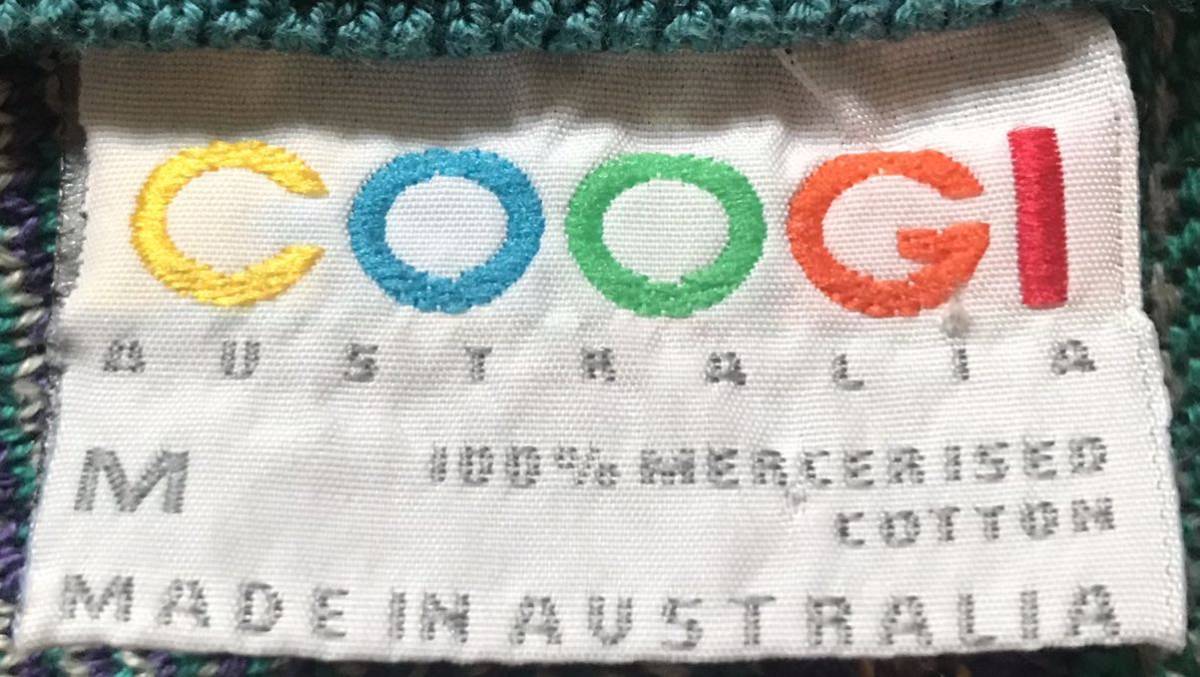 COOGI
AUSTRALIA
M 100% MERCERISED
COTTON
MADE IN AUSTRALIA